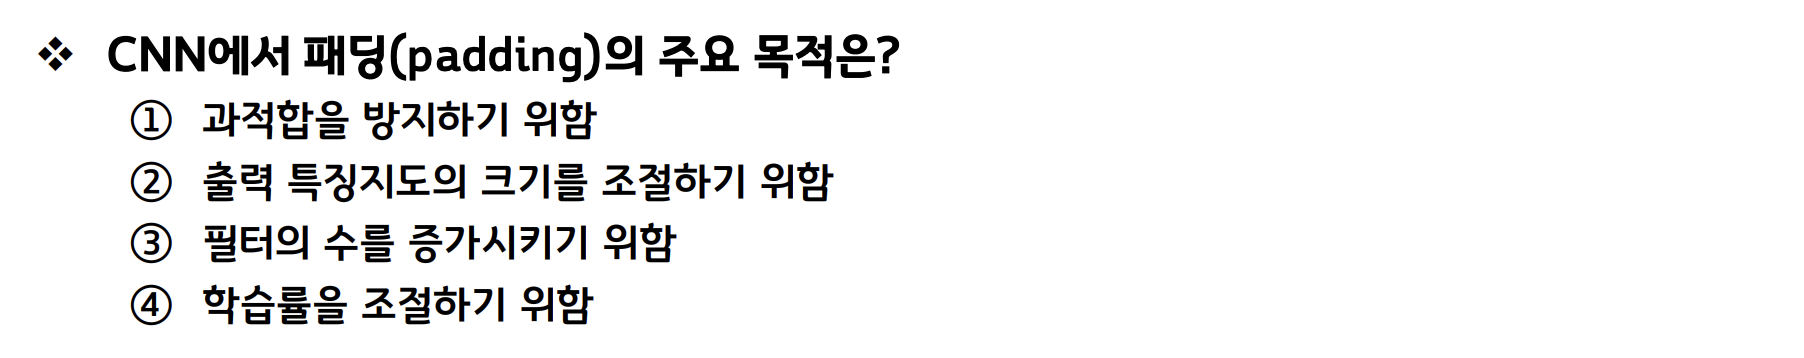 ❖ CNN에서 패딩(padding)의 주요 목적은?
① 과적합을 방지하기 위함
② 출력 특징지도의 크기를 조절하기 위함
③ 필터의 수를 증가시키기 위함
④ 학습률을 조절하기 위함